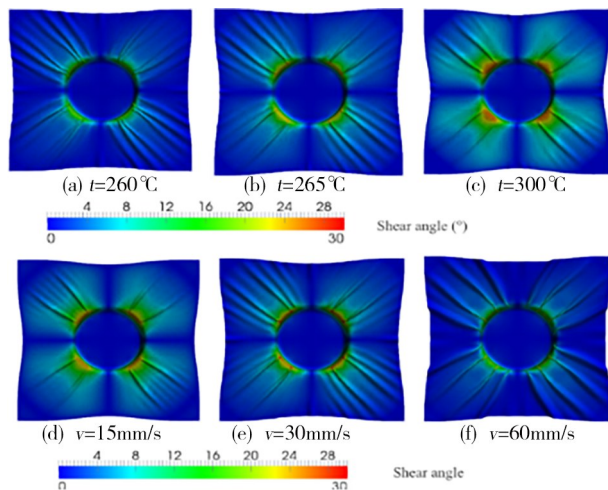 (a) t=260℃
(b) t=265℃
(c) t=300℃
4 8 12 16 20 24 28
0 30
Shear angle (°)
(d) v=15mm/s
(e) v=30mm/s
(f) v=60mm/s
4 8 12 16 20 24 28
0 30
Shear angle